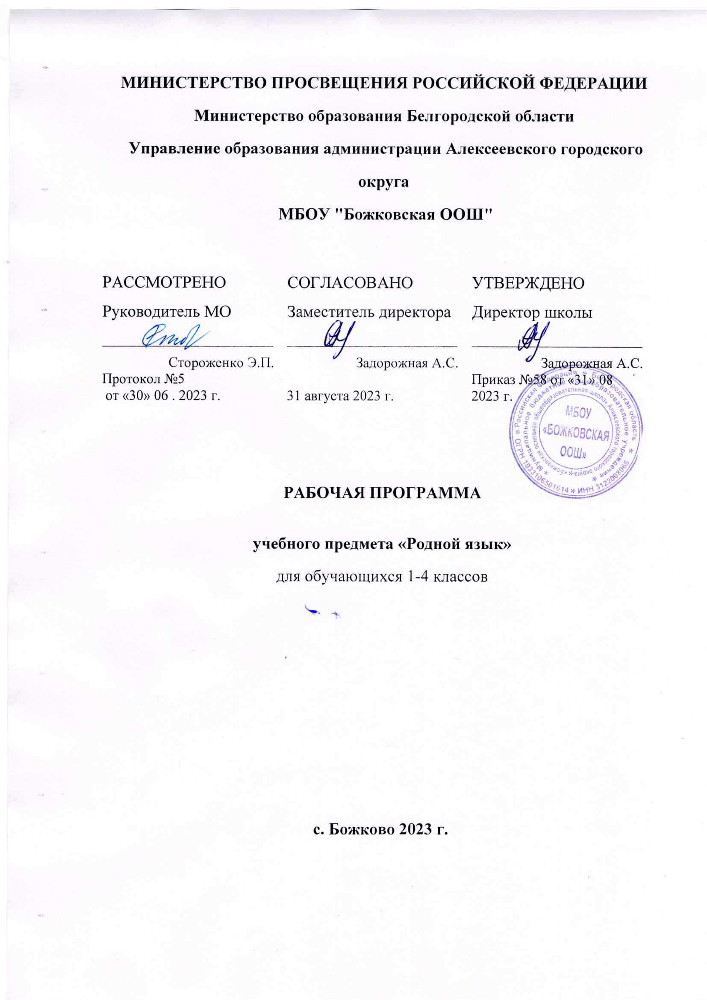 МИНИСТЕРСТВО ПРОСВЕЩЕНИЯ РОССИЙСКОЙ ФЕДЕРАЦИИ
Министерство образования Белгородской области
Управление образования администрации Алексеевского городского
округа
МБОУ "Божковская ООШ"
РАССМОТРЕНО
Руководитель МО
Стороженко Э.П.
Протокол №5
от «30» 06 . 2023 г.
СОГЛАСОВАНО
Заместитель директора
Задорожная А.С.
31 августа 2023 г.
УТВЕРЖДЕНО
Директор школы
Задорожная А.С.
Приказ №58 от «31» 08
2023 г.
* Российская Федерация * Белгородская область * ИНН 3122008066 * ОГРН 1033106501614
* Муниципальное бюджетное общеобразовательное учреждение *
«Божковская основная общеобразовательная школа» Алексеевского городского округа *
МБОУ
«БОЖКОВСКАЯ
ООШ»
РАБОЧАЯ ПРОГРАММА
учебного предмета «Родной язык»
для обучающихся 1-4 классов
с. Божково 2023 г.